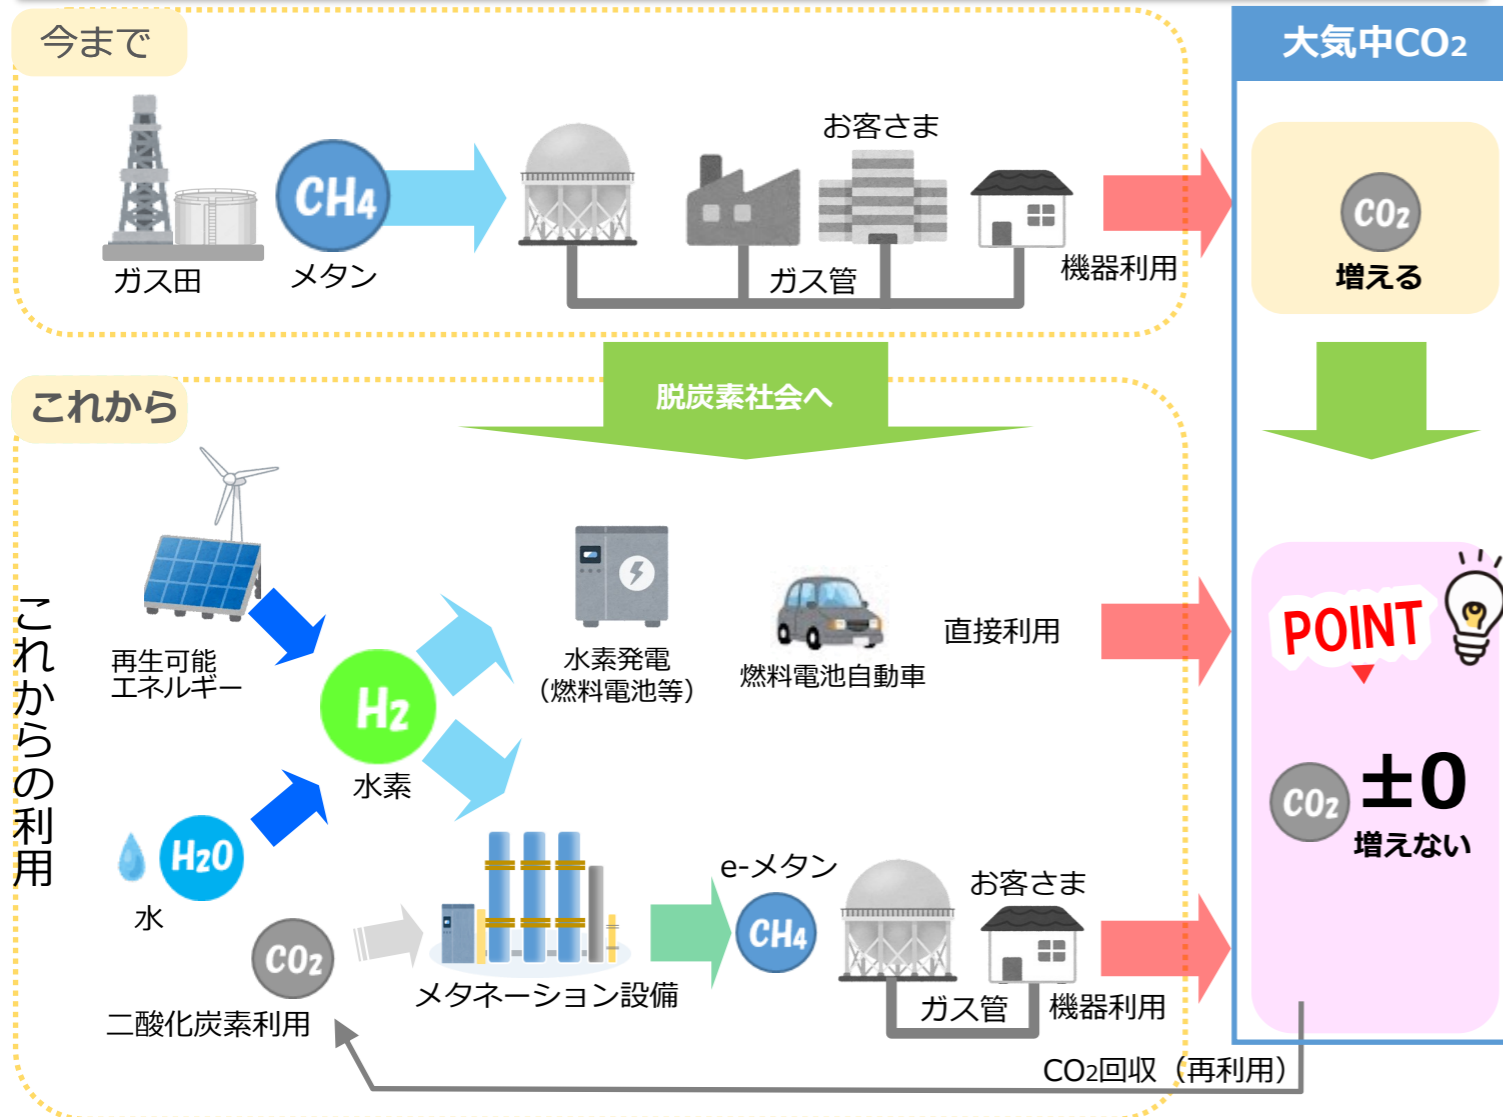 今まで
大気中CO2
お客さま
CH4
CO2
ガス田
メタン
ガス管
機器利用
増える
脱炭素社会へ
これから
これからの利用
POINT
再生可能
エネルギー
水素発電
（燃料電池等）
燃料電池自動車
直接利用
H2
水素
CO2 ±0
増えない
H2O
水
e-メタン
お客さま
CH4
CO2
メタネーション設備
ガス管
機器利用
二酸化炭素利用
CO2回収（再利用）